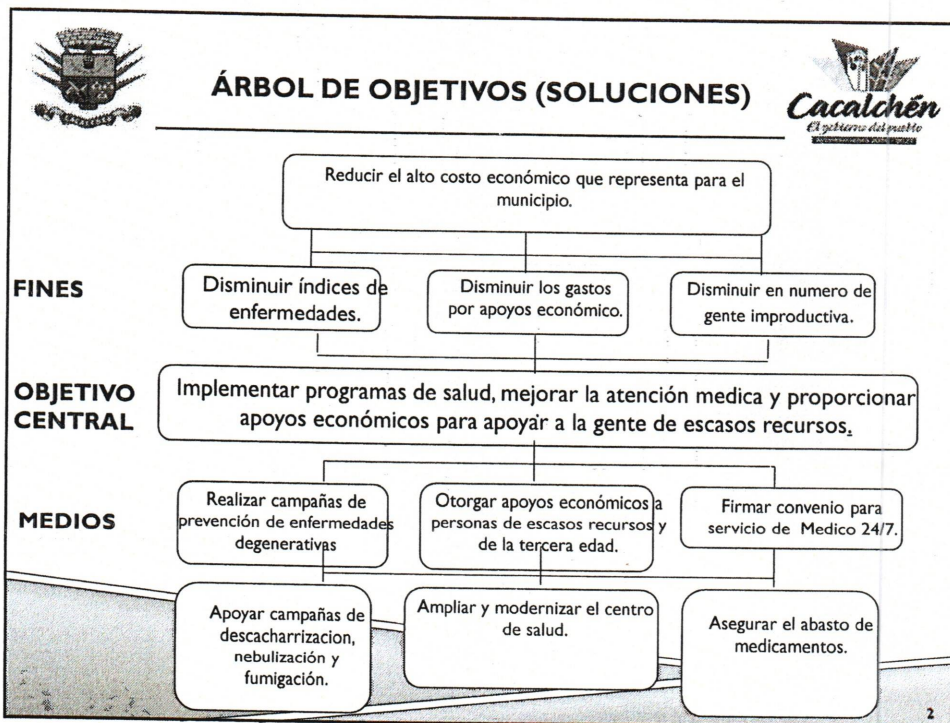 CACALCHEN
ÁRBOL DE OBJETIVOS (SOLUCIONES)
Cacalchén
El gobierno del pueblo
Reducir el alto costo económico que representa para el
municipio.
FINES
Disminuir índices de
enfermedades.
Disminuir los gastos
por apoyos económico.
Disminuir en numero de
gente improductiva.
OBJETIVO
CENTRAL
Implementar programas de salud, mejorar la atención medica y proporcionar
apoyos económicos para apoyar a la gente de escasos recursos.
MEDIOS
Realizar campañas de
prevención de enfermedades
degenerativas
Otorgar apoyos económicos a
personas de escasos recursos y
de la tercera edad.
Firmar convenio para
servicio de Medico 24/7.
Apoyar campañas de
descacharrizacion,
nebulización y
fumigación.
Ampliar y modernizar el centro
de salud.
Asegurar el abasto de
medicamentos.
2